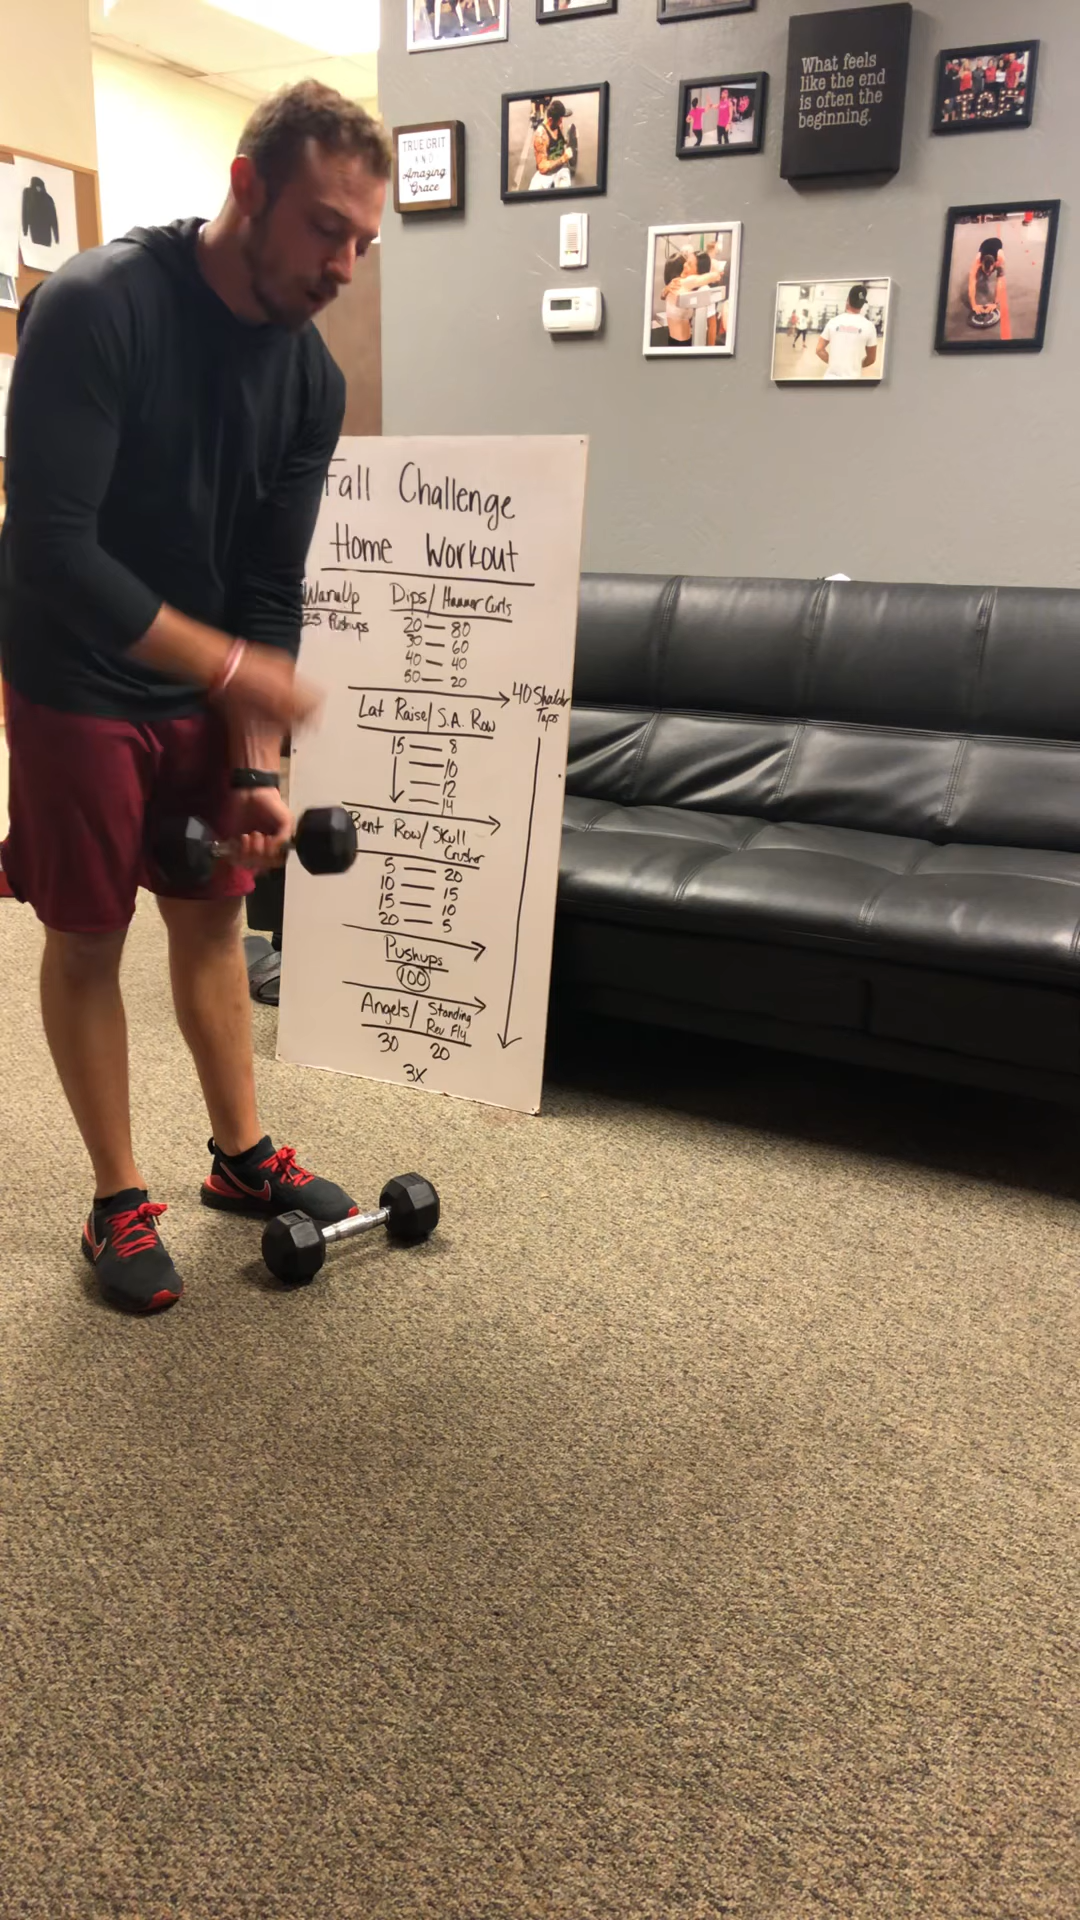 What feels
like the end
is often the
beginning.
TRUE GRIT
AND
Amazing
Grace
Fall Challenge
Home Workout
WarmUp
25 Pushups
Dips/ Hammer Curls
20 — 80
30 — 60
40 — 40
50 — 20
40 Shoulder
Taps
Lat Raise/ S.A. Row
15 — 8
— 10
— 12
— 14
Bent Row/ Skull
Crusher
5 — 20
10 — 15
15 — 10
20 — 5
Pushups
100
Angels/ Standing
Rev Fly
30 20
3X